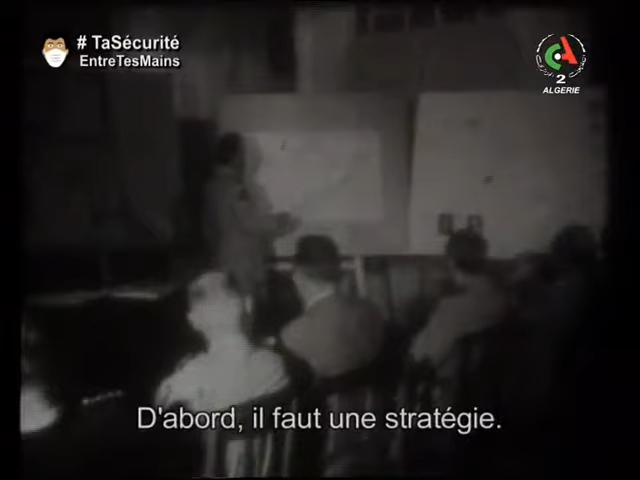 # TaSécurité
EntreTesMains
2
ALGERIE
D'abord, il faut une stratégie.